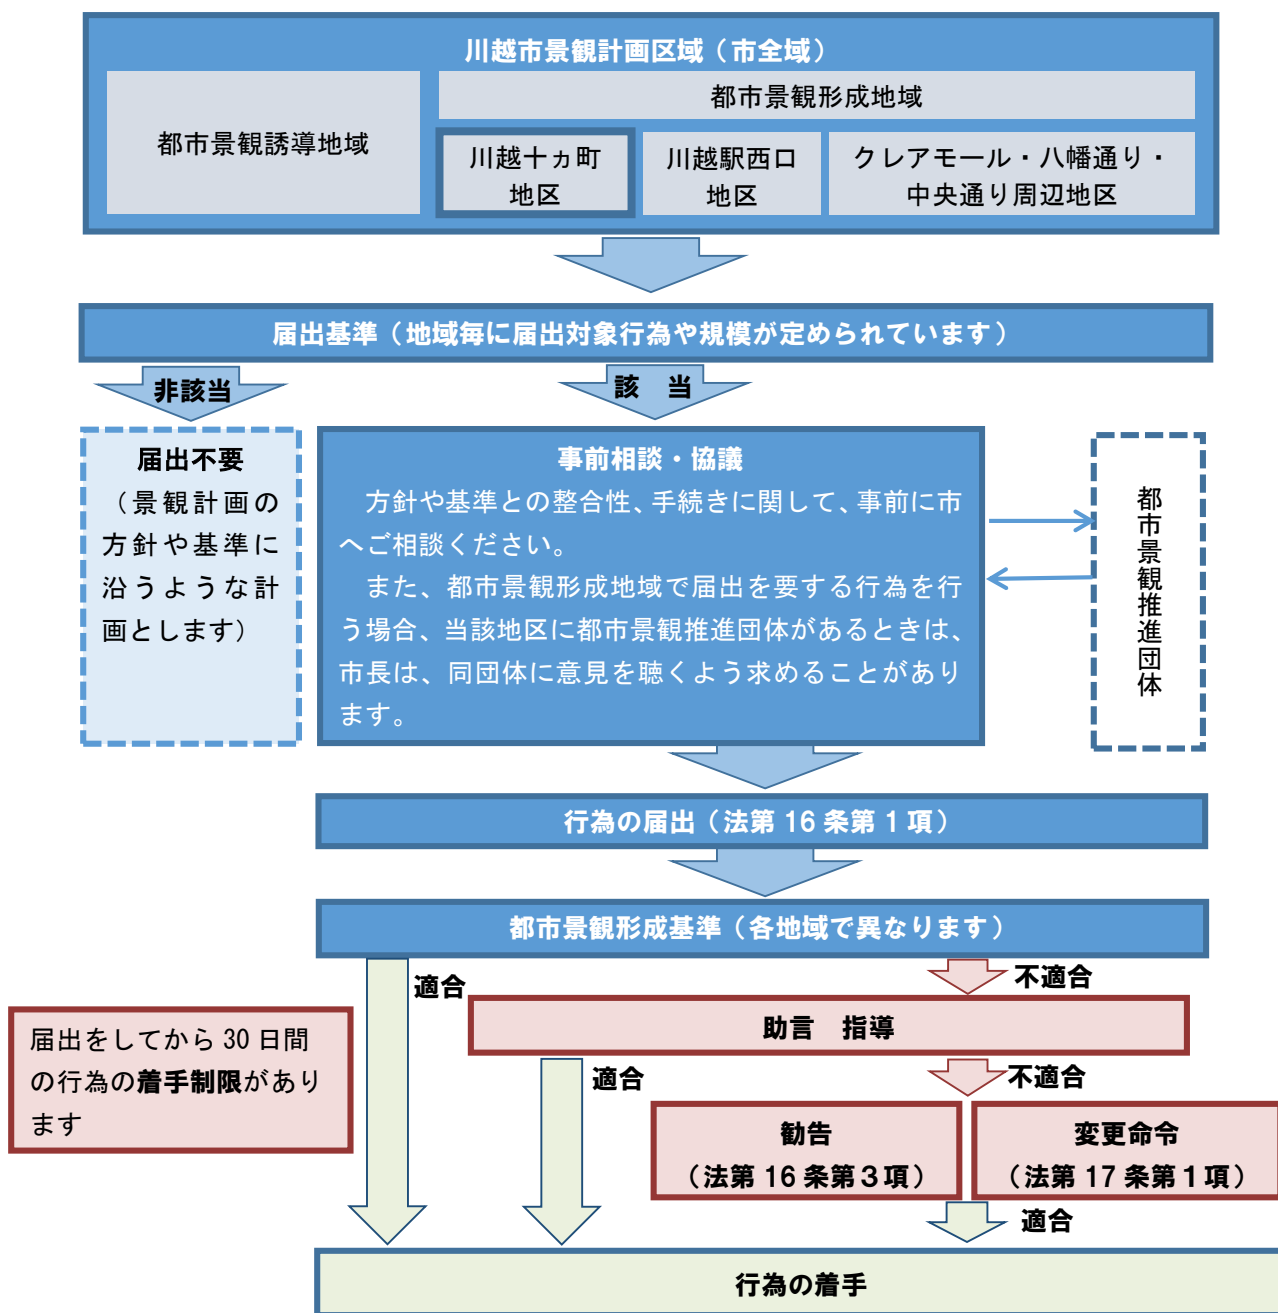 川越市景観計画区域（市全域）
都市景観誘導地域
都市景観形成地域
川越十ヵ町
地区
川越駅西口
地区
クレアモール・八幡通り・
中央通り周辺地区
届出基準（地域毎に届出対象行為や規模が定められています）
非該当
該　当
届出不要
（景観計画の
方針や基準に
沿うような計
画とします）
事前相談・協議
方針や基準との整合性、手続きに関して、事前に市
へご相談ください。
また、都市景観形成地域で届出を要する行為を行
う場合、当該地区に都市景観推進団体があるときは、
市長は、同団体に意見を聴くよう求めることがあり
ます。
都市景観推進団体
行為の届出（法第 16 条第 1 項）
都市景観形成基準（各地域で異なります）
適合
不適合
届出をしてから 30 日間
の行為の着手制限があり
ます
助言　指導
適合
不適合
勧告
（法第 16 条第３項）
変更命令
（法第 17 条第１項）
適合
行為の着手